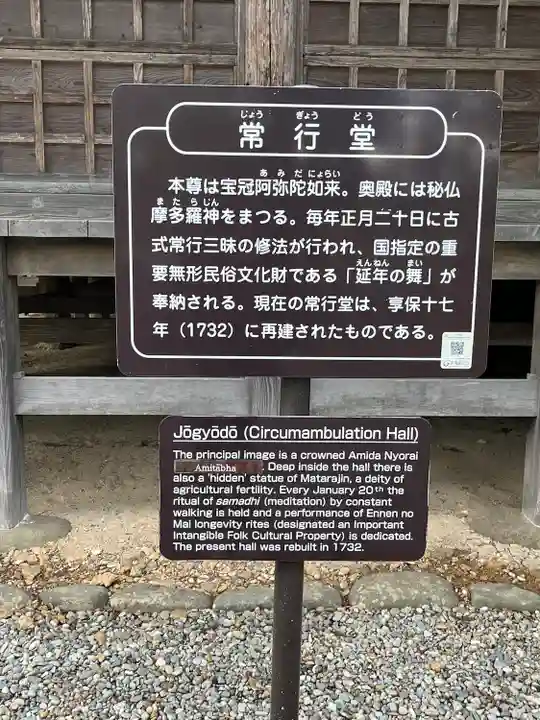 じょう ぎょう どう
常行堂
あみだにょらい
本尊は宝冠阿弥陀如来。奥殿には秘仏
またらじん
摩多羅神をまつる。毎年正月二十日に古
式常行三昧の修法が行われ、国指定の重
えんねん まい
要無形民俗文化財である「延年の舞」が
奉納される。現在の常行堂は、享保十七
年（1732）に再建されたものである。
Jōgyōdō (Circumambulation Hall)
The principal image is a crowned Amida Nyorai
Amitābha. Deep inside the hall there is
also a 'hidden' statue of Matarajin, a deity of
agricultural fertility. Every January 20th the
ritual of samadhi (meditation) by constant
walking is held and a performance of Ennen no
Mai longevity rites (designated an Important
Intangible Folk Cultural Property) is dedicated.
The present hall was rebuilt in 1732.